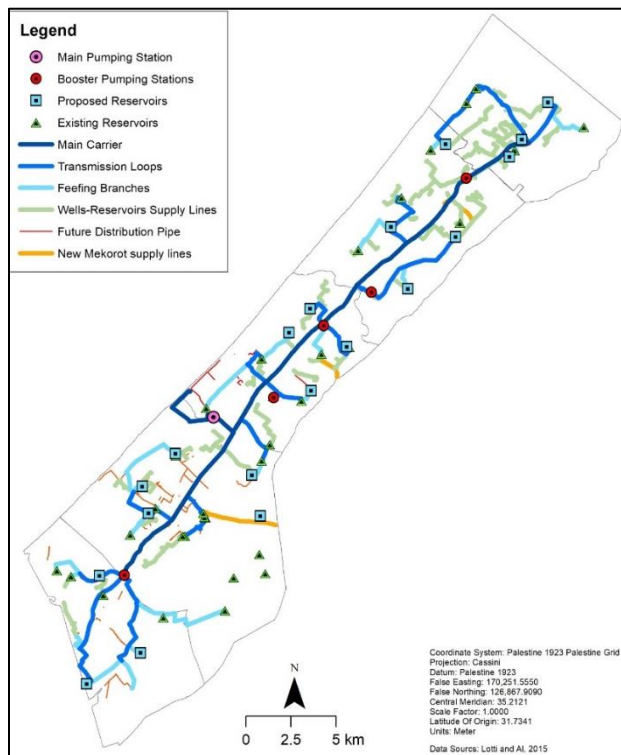 Legend
Main Pumping Station
Booster Pumping Stations
Proposed Reservoirs
Existing Reservoirs
Main Carrier
Transmission Loops
Feefing Branches
Wells-Reservoirs Supply Lines
Future Distribution Pipe
New Mekorot supply lines
N
0 2.5 5 km
Coordinate System: Palestine 1923 Palestine Grid
Projection: Cassini
Datum: Palestine 1923
False Easting: 170,251.5550
False Northing: 126,867.9090
Central Meridian: 35.2121
Scale Factor: 1.0000
Latitude Of Origin: 31.7341
Units: Meter
Data Source: Lotti and Al, 2015